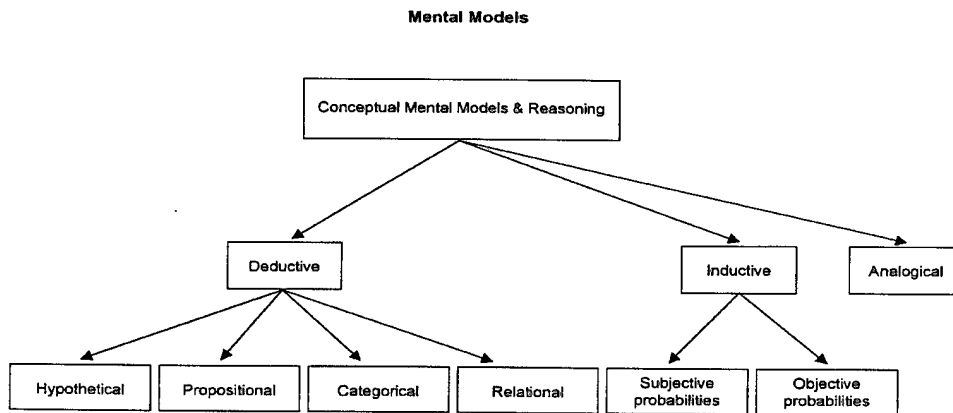 Mental Models
Conceptual Mental Models & Reasoning
Deductive
Inductive
Analogical
Hypothetical
Propositional
Categorical
Relational
Subjective
probabilities
Objective
probabilities